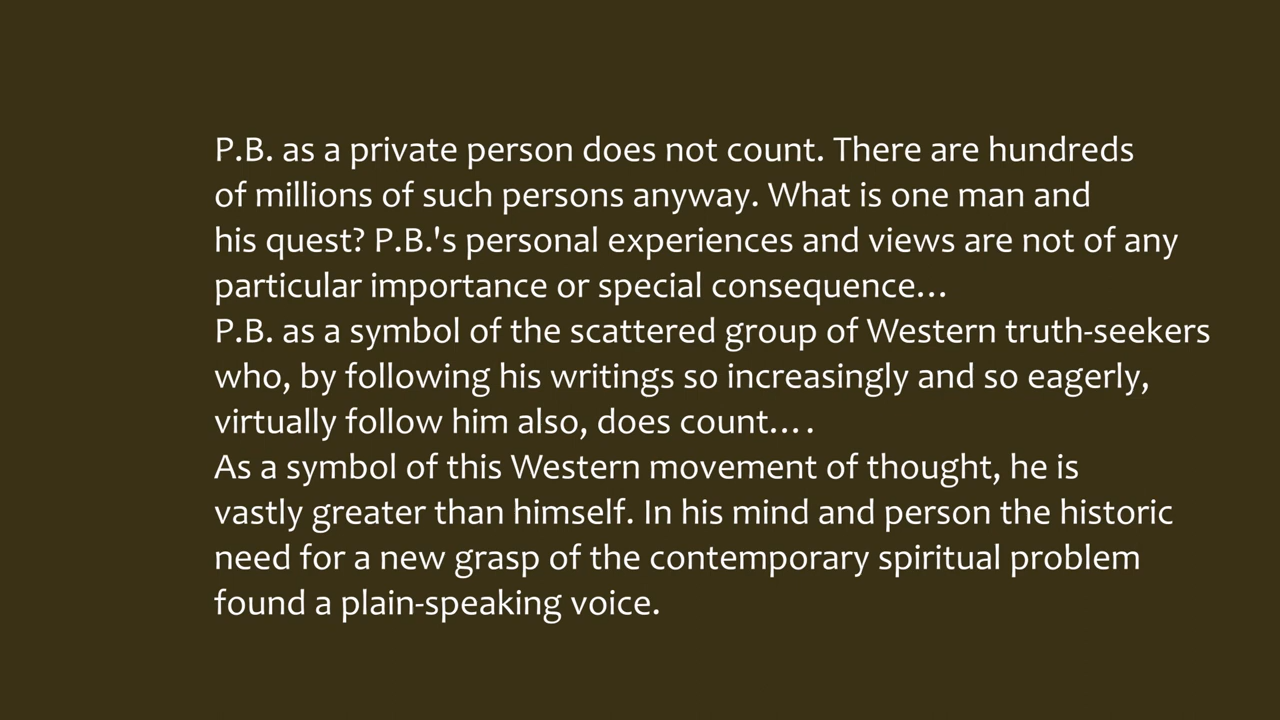 P.B. as a private person does not count. There are hundreds
of millions of such persons anyway. What is one man and
his quest? P.B.'s personal experiences and views are not of any
particular importance or special consequence…
P.B. as a symbol of the scattered group of Western truth-seekers
who, by following his writings so increasingly and so eagerly,
virtually follow him also, does count….
As a symbol of this Western movement of thought, he is
vastly greater than himself. In his mind and person the historic
need for a new grasp of the contemporary spiritual problem
found a plain-speaking voice.